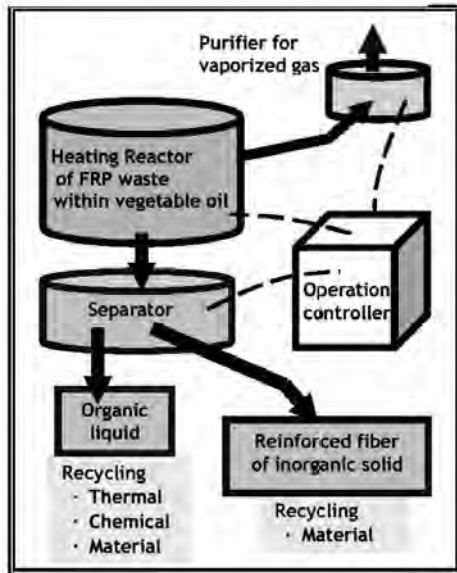 Purifier for
vaporized gas
Heating Reactor
of FRP waste
within vegetable oil
Operation
controller
Separator
Organic
liquid
Reinforced fiber
of inorganic solid
Recycling
· Thermal
· Chemical
· Material
Recycling
· Material